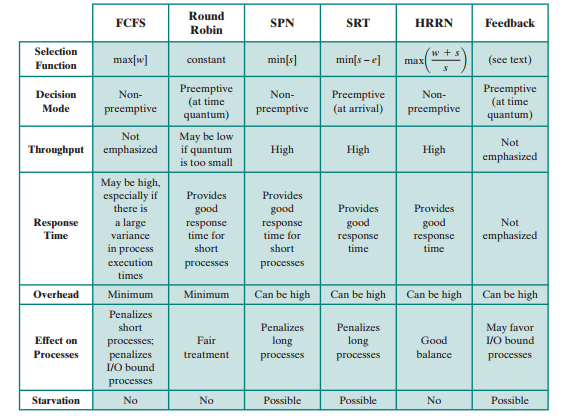 FCFS
Round
Robin
SPN
SRT
HRRN
Feedback
Selection
Function
max[w]
constant
min[s]
min[s – e]
max((w + s)/s)
(see text)
Decision
Mode
Non-
preemptive
Preemptive
(at time
quantum)
Non-
preemptive
Preemptive
(at arrival)
Non-
preemptive
Preemptive
(at time
quantum)
Throughput
Not
emphasized
May be low
if quantum
is too small
High
High
High
Not
emphasized
Response
Time
May be high,
especially if
there is
a large
variance
in process
execution
times
Provides
good
response
time for
short
processes
Provides
good
response
time for
short
processes
Provides
good
response
time
Provides
good
response
time
Not
emphasized
Overhead
Minimum
Minimum
Can be high
Can be high
Can be high
Can be high
Effect on
Processes
Penalizes
short
processes;
penalizes
I/O bound
processes
Fair
treatment
Penalizes
long
processes
Penalizes
long
processes
Good
balance
May favor
I/O bound
processes
Starvation
No
No
Possible
Possible
No
Possible